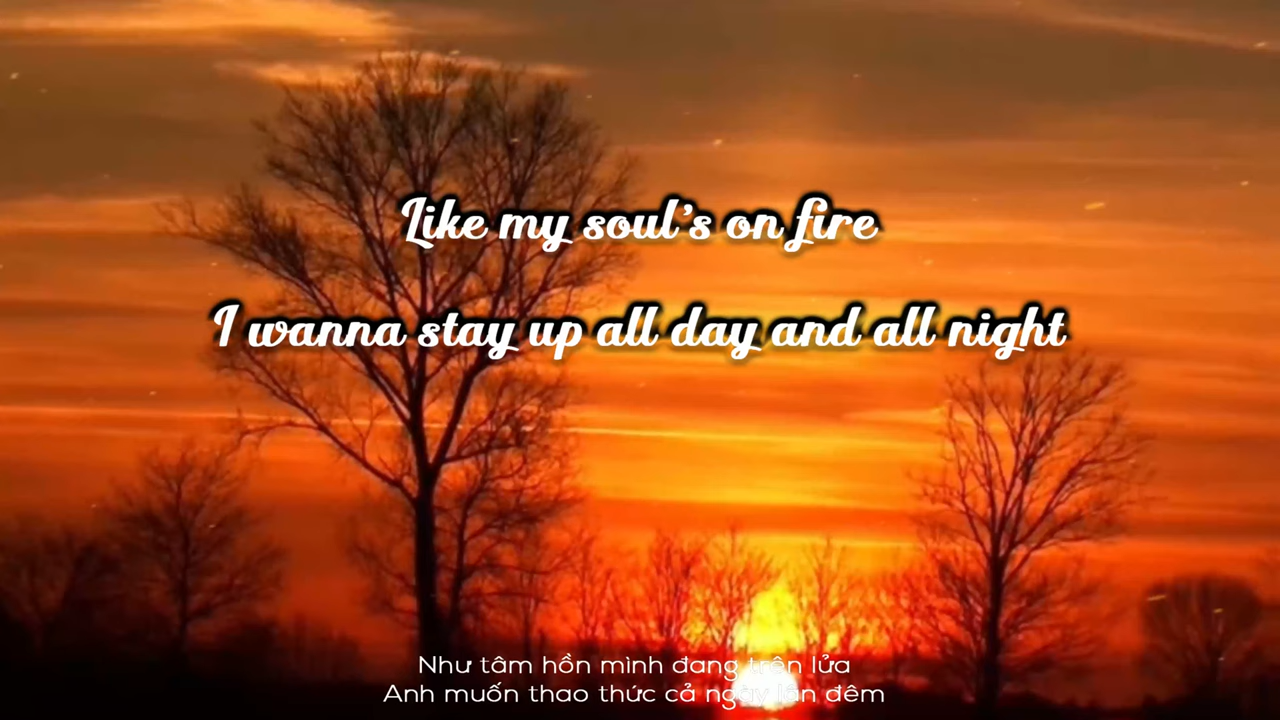 Like my soul's on fire
I wanna stay up all day and all night
Như tâm hồn mình đang trên lửa
Anh muốn thao thức cả ngày lẫn đêm